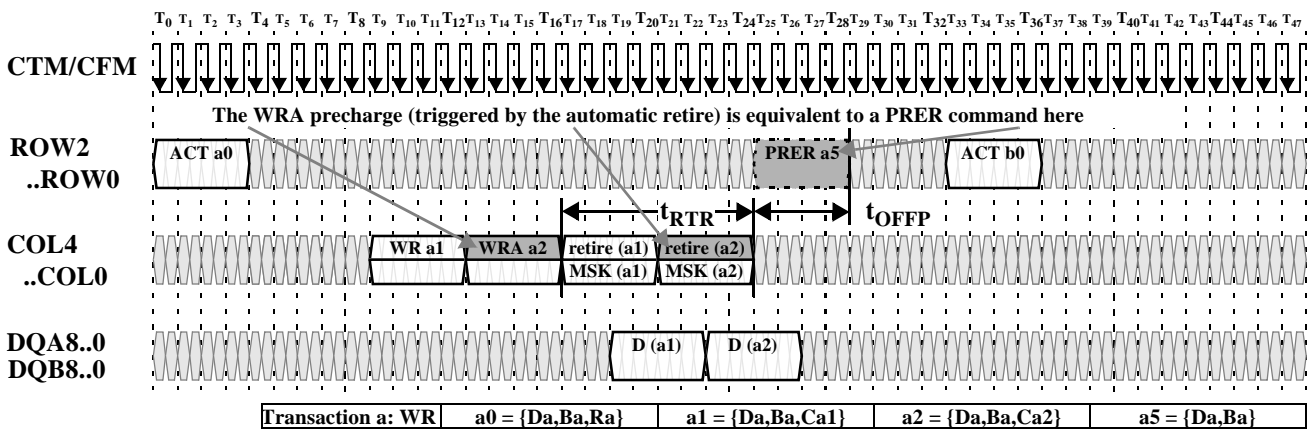 T0 T1 T2 T3 T4 T5 T6 T7 T8 T9 T10 T11 T12 T13 T14 T15 T16 T17 T18 T19 T20 T21 T22 T23 T24 T25 T26 T27 T28 T29 T30 T31 T32 T33 T34 T35 T36 T37 T38 T39 T40 T41 T42 T43 T44 T45 T46 T47
CTM/CFM
The WRA precharge (triggered by the automatic retire) is equivalent to a PRER command here
ROW2
..ROW0
ACT a0
PRER a5
ACT b0
tRTR
tOFFP
COL4
..COL0
WR a1
WRA a2
retire (a1)
retire (a2)
MSK (a1)
MSK (a2)
DQA8..0
DQB8..0
D (a1)
D (a2)
Transaction a: WR
a0 = {Da,Ba,Ra}
a1 = {Da,Ba,Ca1}
a2 = {Da,Ba,Ca2}
a5 = {Da,Ba}